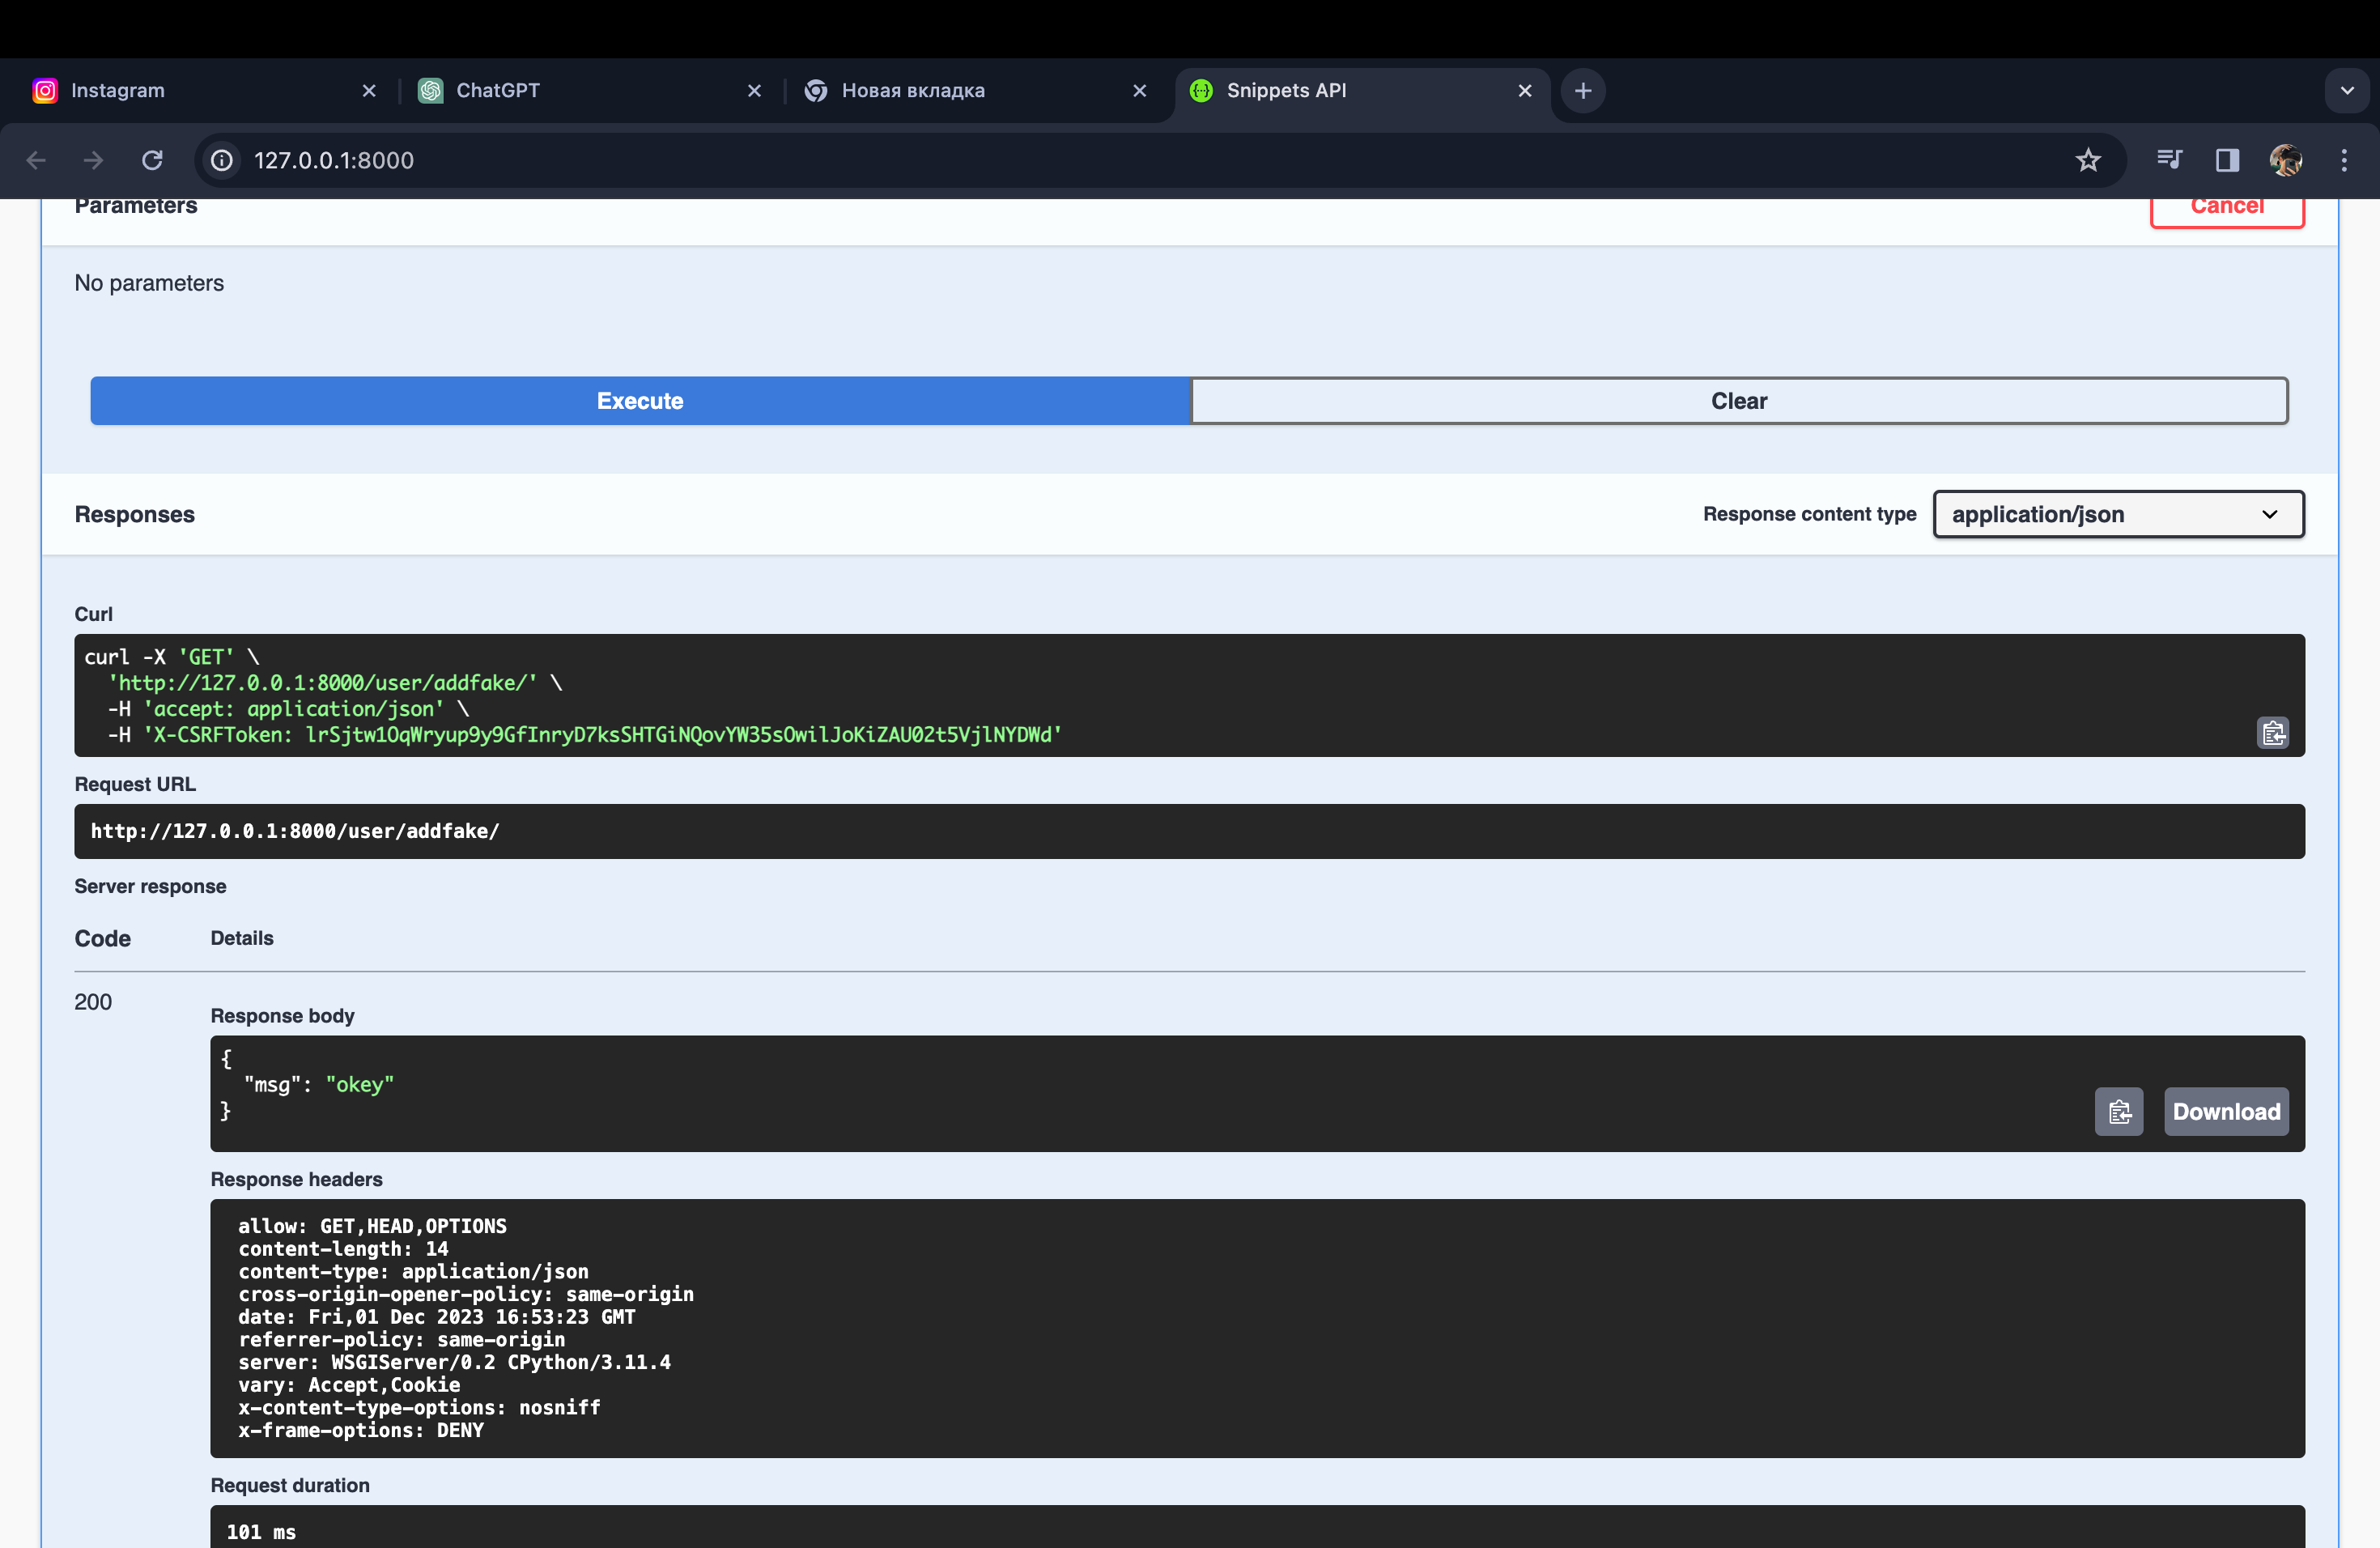 Instagram
ChatGPT
Новая вкладка
Snippets API
127.0.0.1:8000
Parameters
Cancel
No parameters
Execute
Clear
Responses
Response content type
application/json
Curl
curl -X 'GET' \
'http://127.0.0.1:8000/user/addfake/' \
-H 'accept: application/json' \
-H 'X-CSRFToken: lrSjtw1OqWryup9y9GfInryD7ksSHTGiNQovYW35sOwilJoKiZAU02t5VjlNYDWd'
Request URL
http://127.0.0.1:8000/user/addfake/
Server response
Code Details
200
Response body
{
"msg": "okey"
}
Download
Response headers
allow: GET,HEAD,OPTIONS
content-length: 14
content-type: application/json
cross-origin-opener-policy: same-origin
date: Fri,01 Dec 2023 16:53:23 GMT
referrer-policy: same-origin
server: WSGIServer/0.2 CPython/3.11.4
vary: Accept,Cookie
x-content-type-options: nosniff
x-frame-options: DENY
Request duration
101 ms